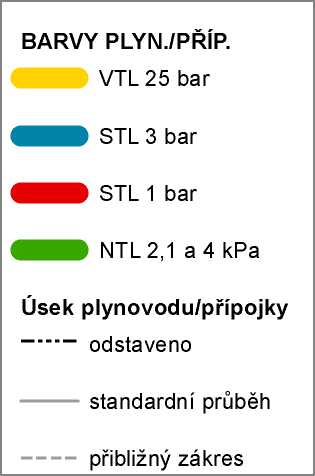 BARVY PLYN./PŘÍP.
VTL 25 bar
STL 3 bar
STL 1 bar
NTL 2,1 a 4 kPa
Úsek plynovodu/přípojky
odstaveno
standardní průběh
přibližný zákres